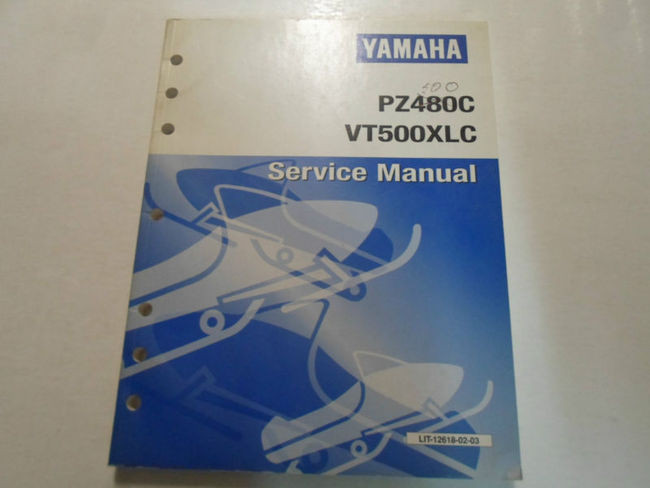 YAMAHA
500
PZ480C
VT500XLC
Service Manual
LIT-12618-02-03